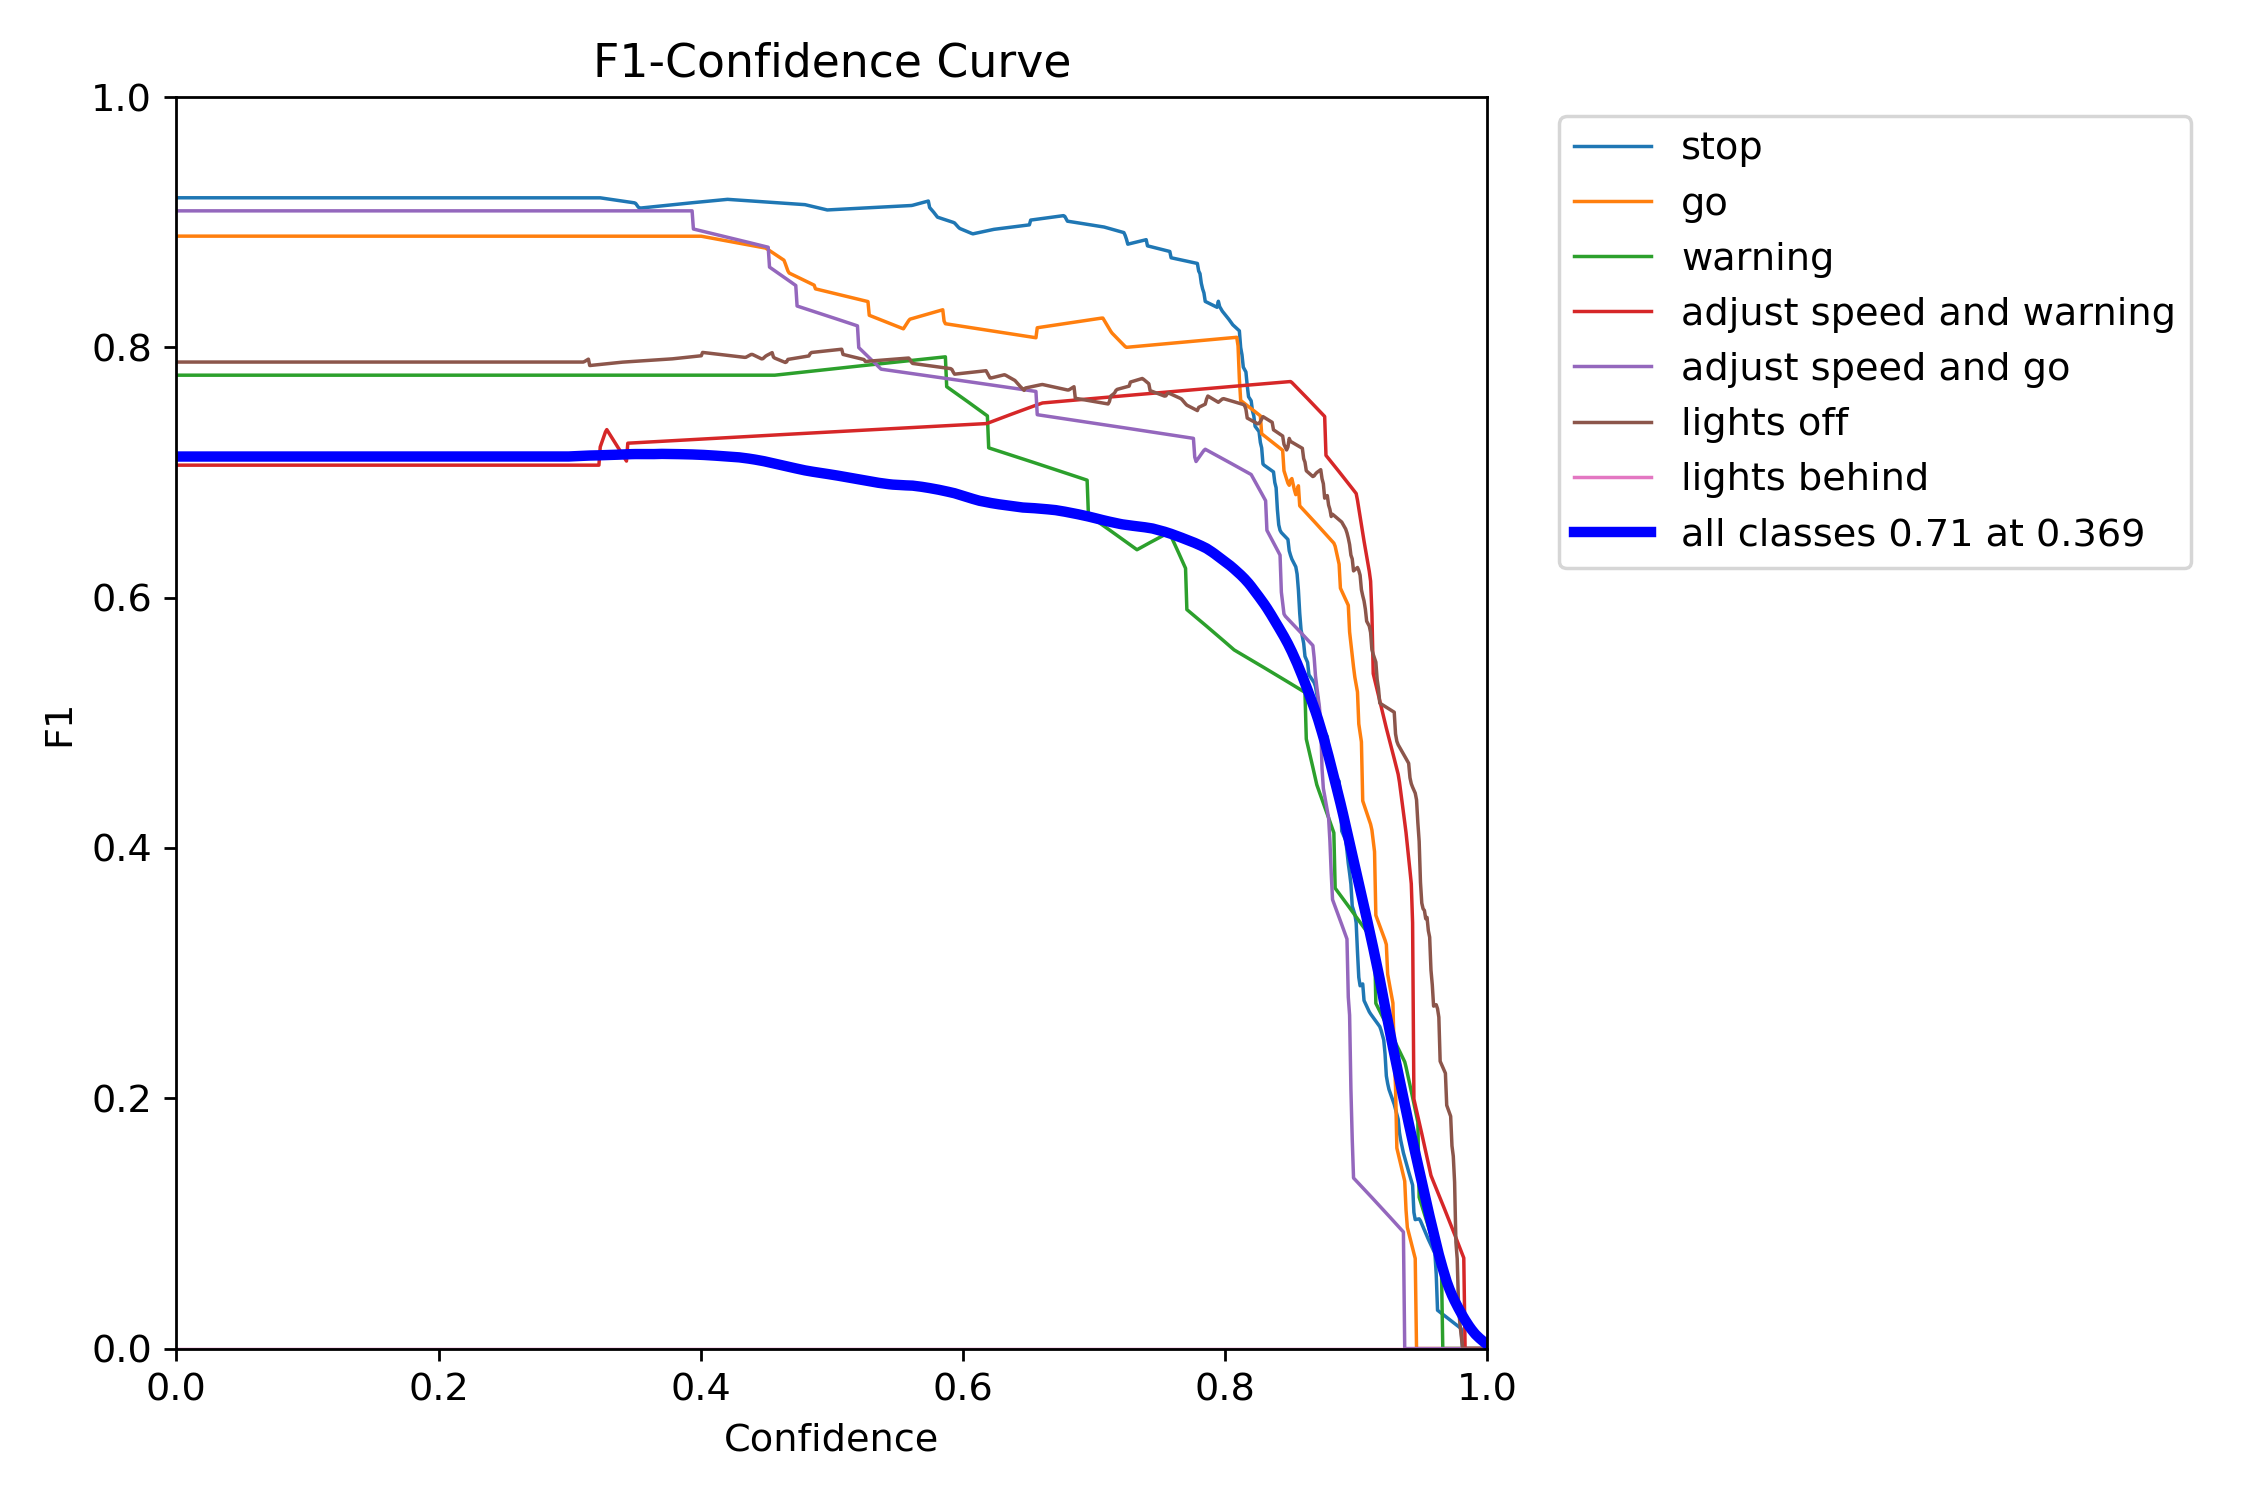 F1-Confidence Curve
1.0
0.8
0.6
0.4
0.2
0.0
F1
0.0 0.2 0.4 0.6 0.8 1.0
Confidence
stop
go
warning
adjust speed and warning
adjust speed and go
lights off
lights behind
all classes 0.71 at 0.369